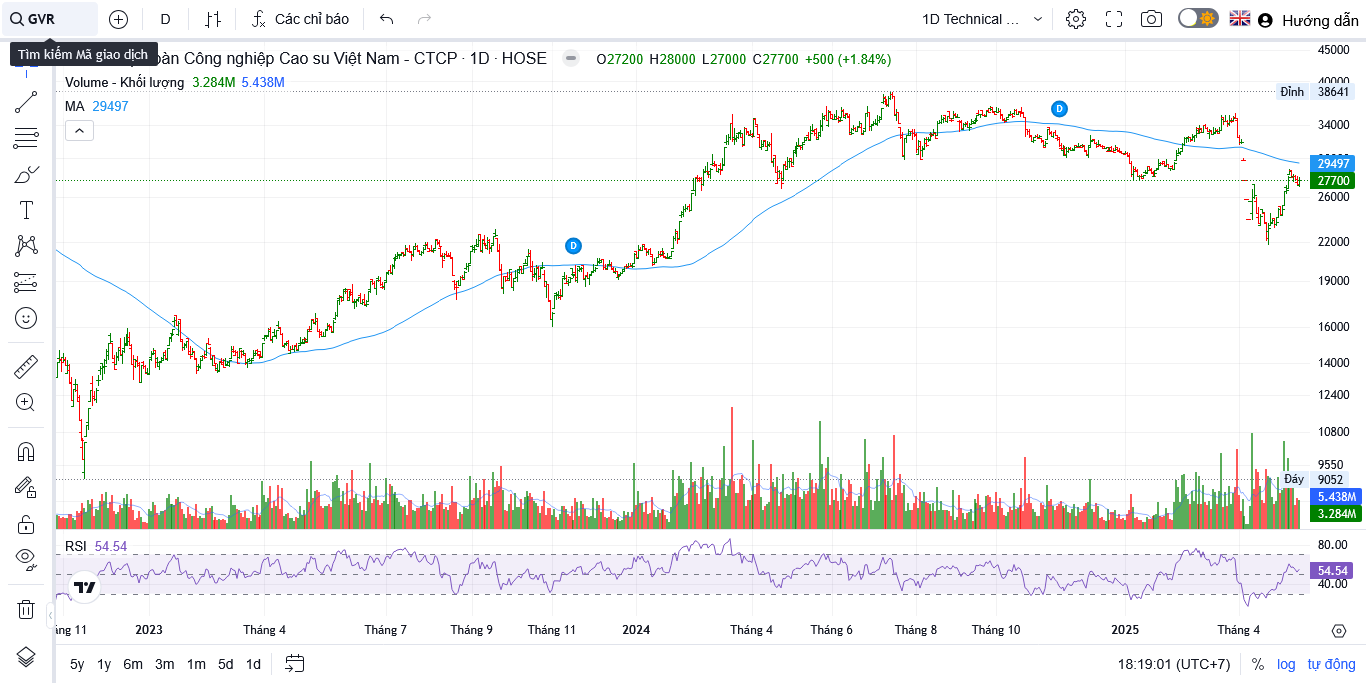 GVR D Các chỉ báo 1D Technical ... Hướng dẫn
Tìm kiếm Mã giao dịch
oàn Công nghiệp Cao su Việt Nam - CTCP · 1D · HOSE O27200 H28000 L27000 C27700 +500 (+1.84%)
Volume - Khối lượng 3.284M 5.438M
MA 29497
45000
40000
Đỉnh 38641
34000
29497
27700
26000
22000
19000
16000
14000
12400
10800
9550
Đáy 9052
5.438M
3.284M
D
D
RSI 54.54
80.00
54.54
40.00
ng 11 2023 Tháng 4 Tháng 7 Tháng 9 Tháng 11 2024 Tháng 4 Tháng 6 Tháng 8 Tháng 10 2025 Tháng 4
5y 1y 6m 3m 1m 5d 1d 18:19:01 (UTC+7) % log tự động